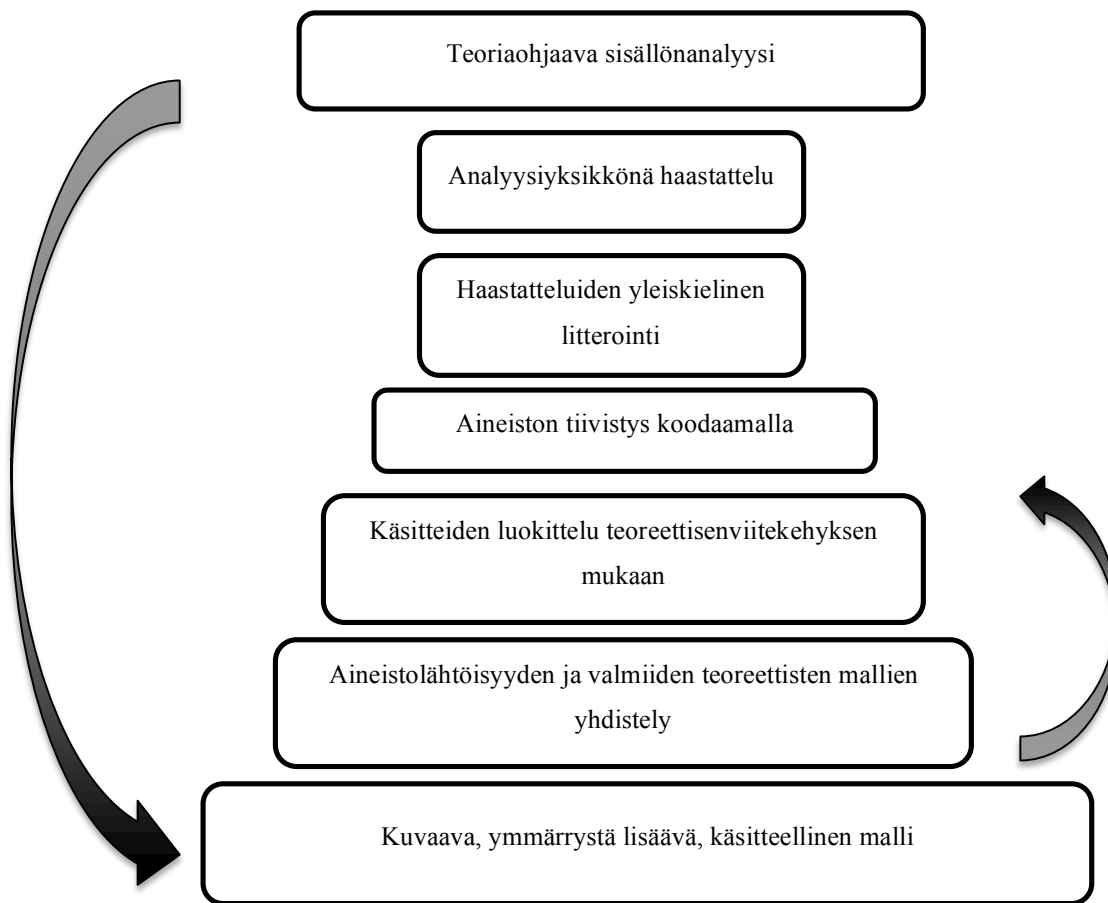 Teoriaohjaava sisällönanalyysi
Analyysiyksikkönä haastattelu
Haastatteluiden yleiskielinen
litterointi
Aineiston tiivistys koodaamalla
Käsitteiden luokittelu teoreettisenviitekehyksen
mukaan
Aineistolähtöisyyden ja valmiiden teoreettisten mallien
yhdistely
Kuvaava, ymmärrystä lisäävä, käsitteellinen malli